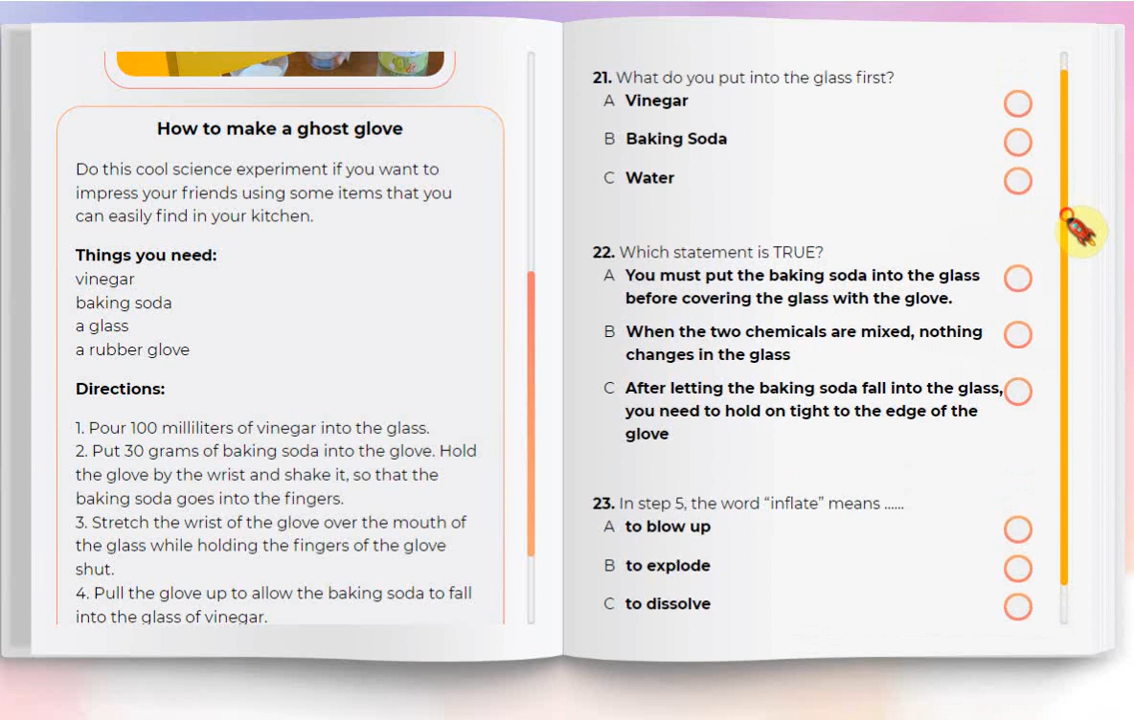 How to make a ghost glove
Do this cool science experiment if you want to
impress your friends using some items that you
can easily find in your kitchen.
Things you need:
vinegar
baking soda
a glass
a rubber glove
Directions:
1. Pour 100 milliliters of vinegar into the glass.
2. Put 30 grams of baking soda into the glove. Hold
the glove by the wrist and shake it, so that the
baking soda goes into the fingers.
3. Stretch the wrist of the glove over the mouth of
the glass while holding the fingers of the glove
shut.
4. Pull the glove up to allow the baking soda to fall
into the glass of vinegar.
21. What do you put into the glass first?
A Vinegar
B Baking Soda
C Water
22. Which statement is TRUE?
A You must put the baking soda into the glass
before covering the glass with the glove.
B When the two chemicals are mixed, nothing
changes in the glass
C After letting the baking soda fall into the glass,
you need to hold on tight to the edge of the
glove
23. In step 5, the word “inflate” means ......
A to blow up
B to explode
C to dissolve